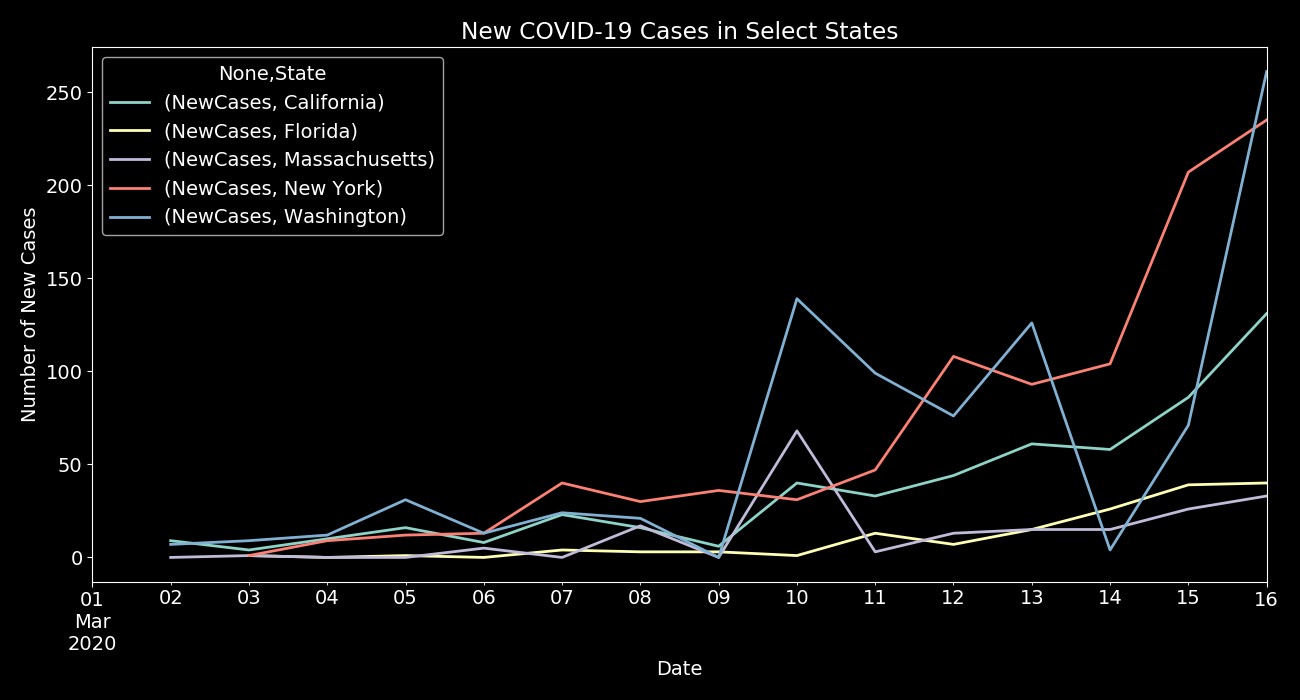 New COVID-19 Cases in Select States
None,State
(NewCases, California)
(NewCases, Florida)
(NewCases, Massachusetts)
(NewCases, New York)
(NewCases, Washington)
Number of New Cases
250
200
150
100
50
0
01 02 03 04 05 06 07 08 09 10 11 12 13 14 15 16
Mar
2020
Date